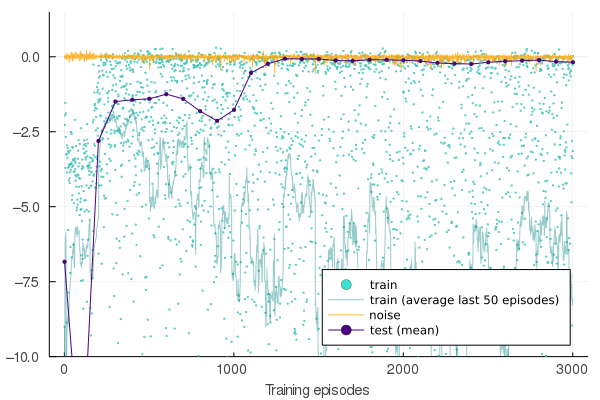 0.0
−2.5
−5.0
−7.5
−10.0
train
train (average last 50 episodes)
noise
test (mean)
0 1000 2000 3000
Training episodes